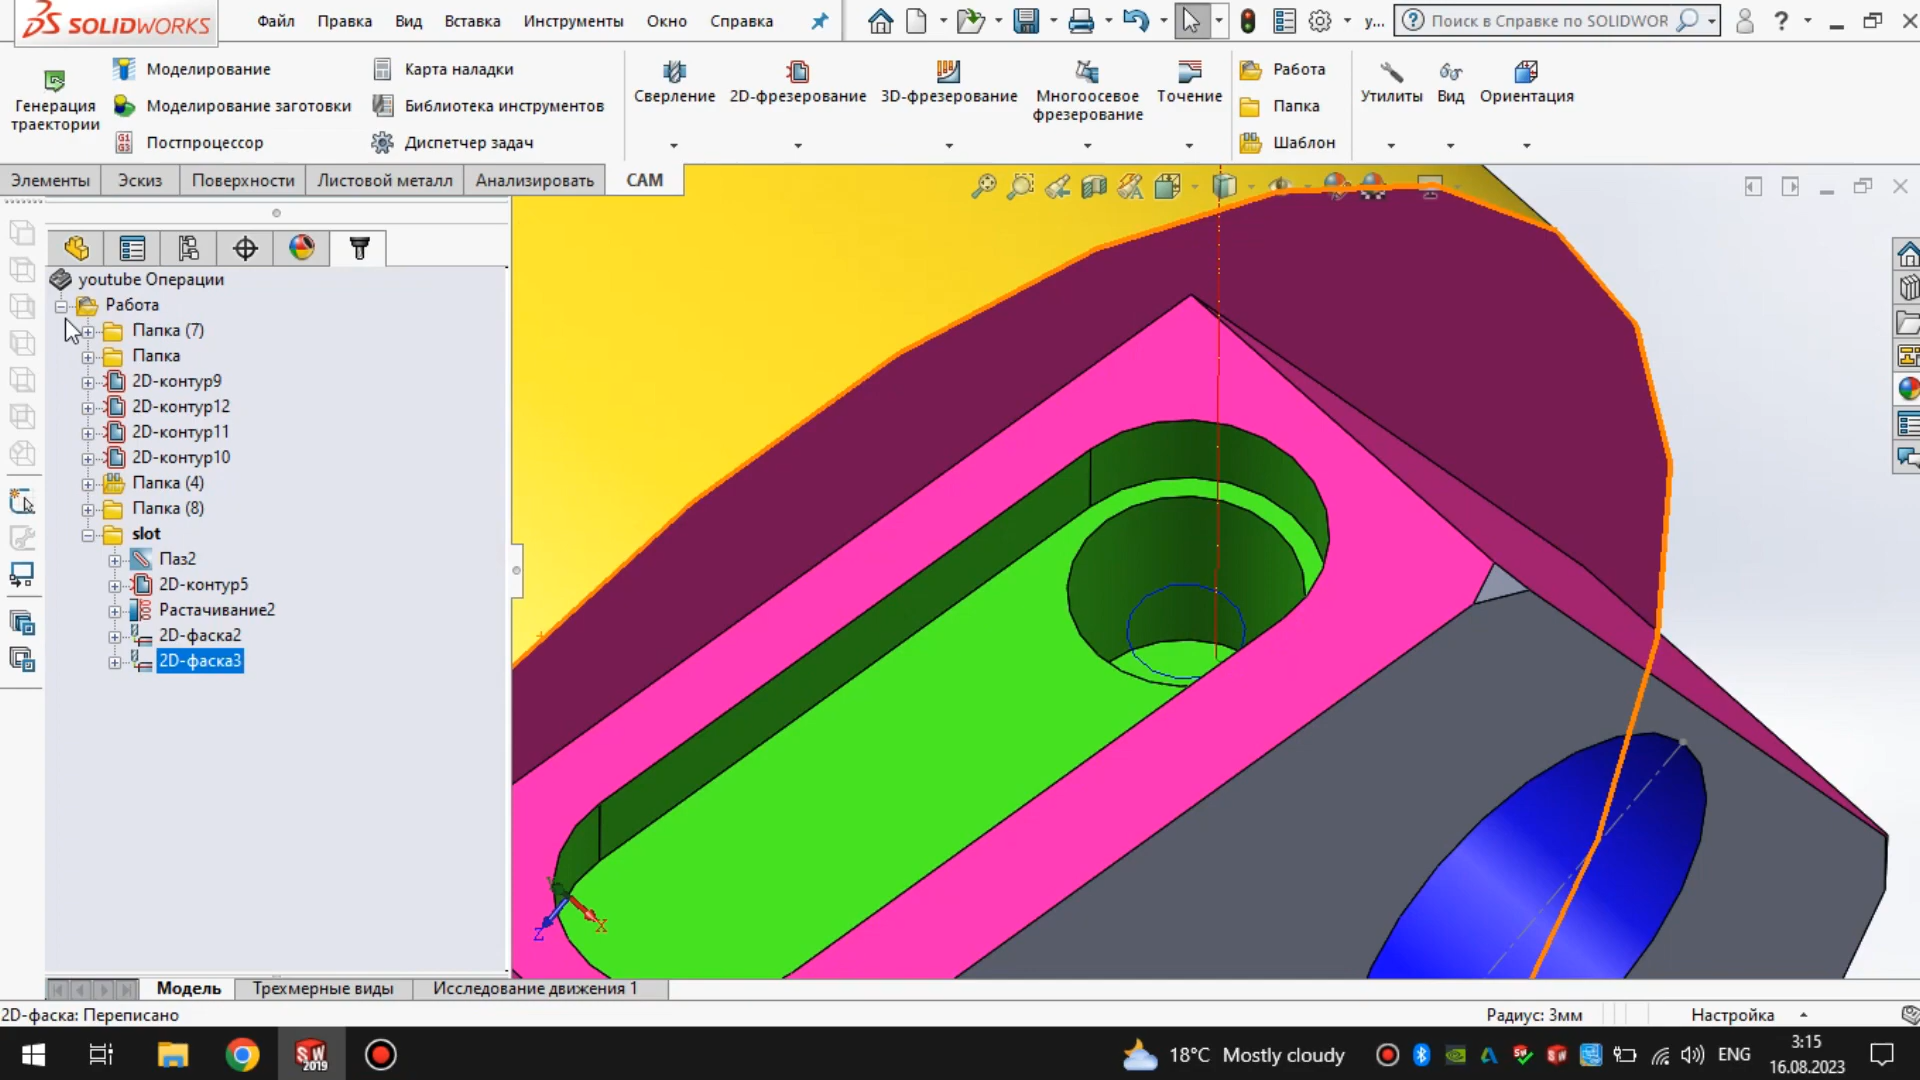 SOLIDWORKS
Файл Правка Вид Вставка Инструменты Окно Справка
у...
Поиск в Справке по SOLIDWOR
Генерация траектории
Моделирование
Моделирование заготовки
Постпроцессор
Карта наладки
Библиотека инструментов
Диспетчер задач
Сверление
2D-фрезерование
3D-фрезерование
Многоосевое фрезерование
Точение
Работа
Папка
Шаблон
Утилиты
Вид
Ориентация
Элементы Эскиз Поверхности Листовой металл Анализировать CAM
youtube Операции
Работа
Папка (7)
Папка
2D-контур9
2D-контур12
2D-контур11
2D-контур10
Папка (4)
Папка (8)
slot
Паз2
2D-контур5
Растачивание2
2D-фаска2
2D-фаска3
Z X
Модель Трехмерные виды Исследование движения 1
2D-фаска: Переписано
Радиус: 3мм
Настройка
SW 2019
18°C Mostly cloudy
ENG
3:15
16.08.2023